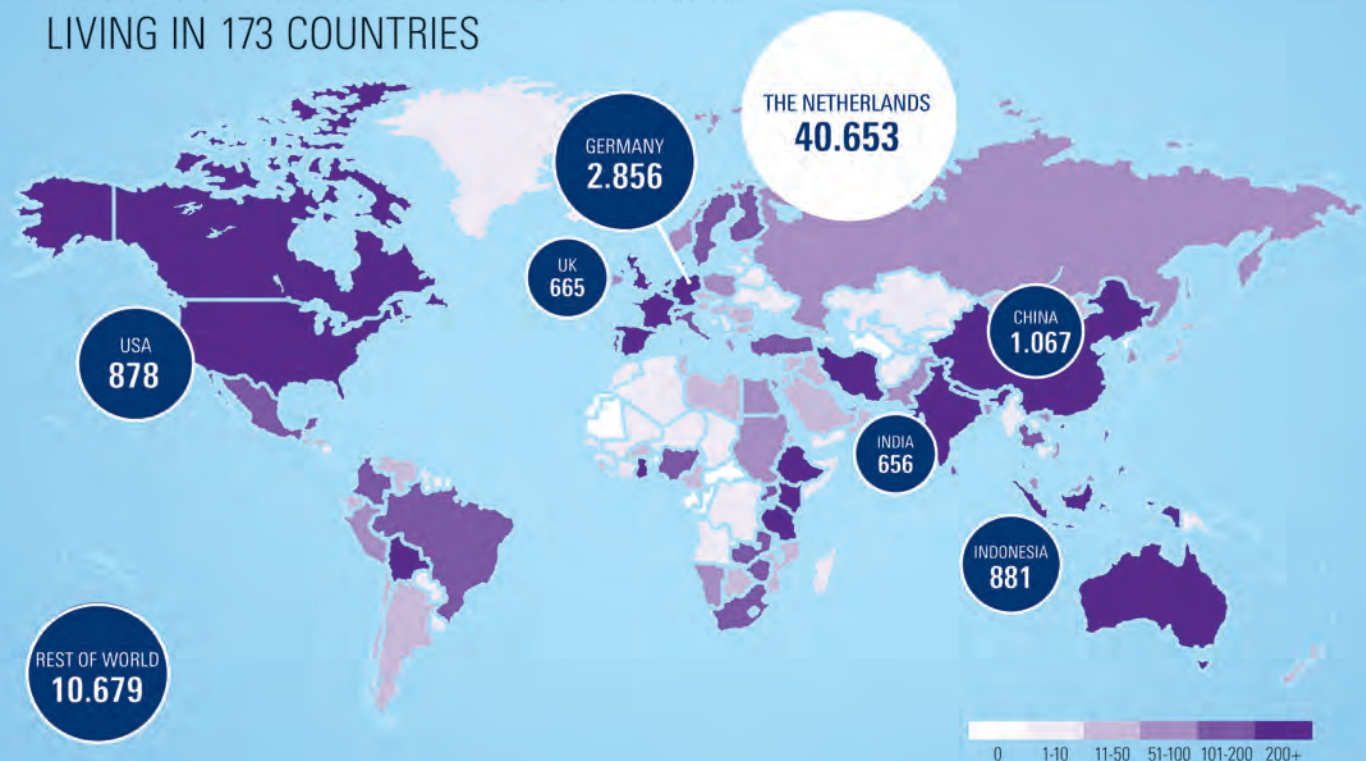 LIVING IN 173 COUNTRIES
THE NETHERLANDS
40.653
GERMANY
2.856
UK
665
USA
878
CHINA
1.067
INDIA
656
INDONESIA
881
REST OF WORLD
10.679
0 1-10 11-50 51-100 101-200 200+